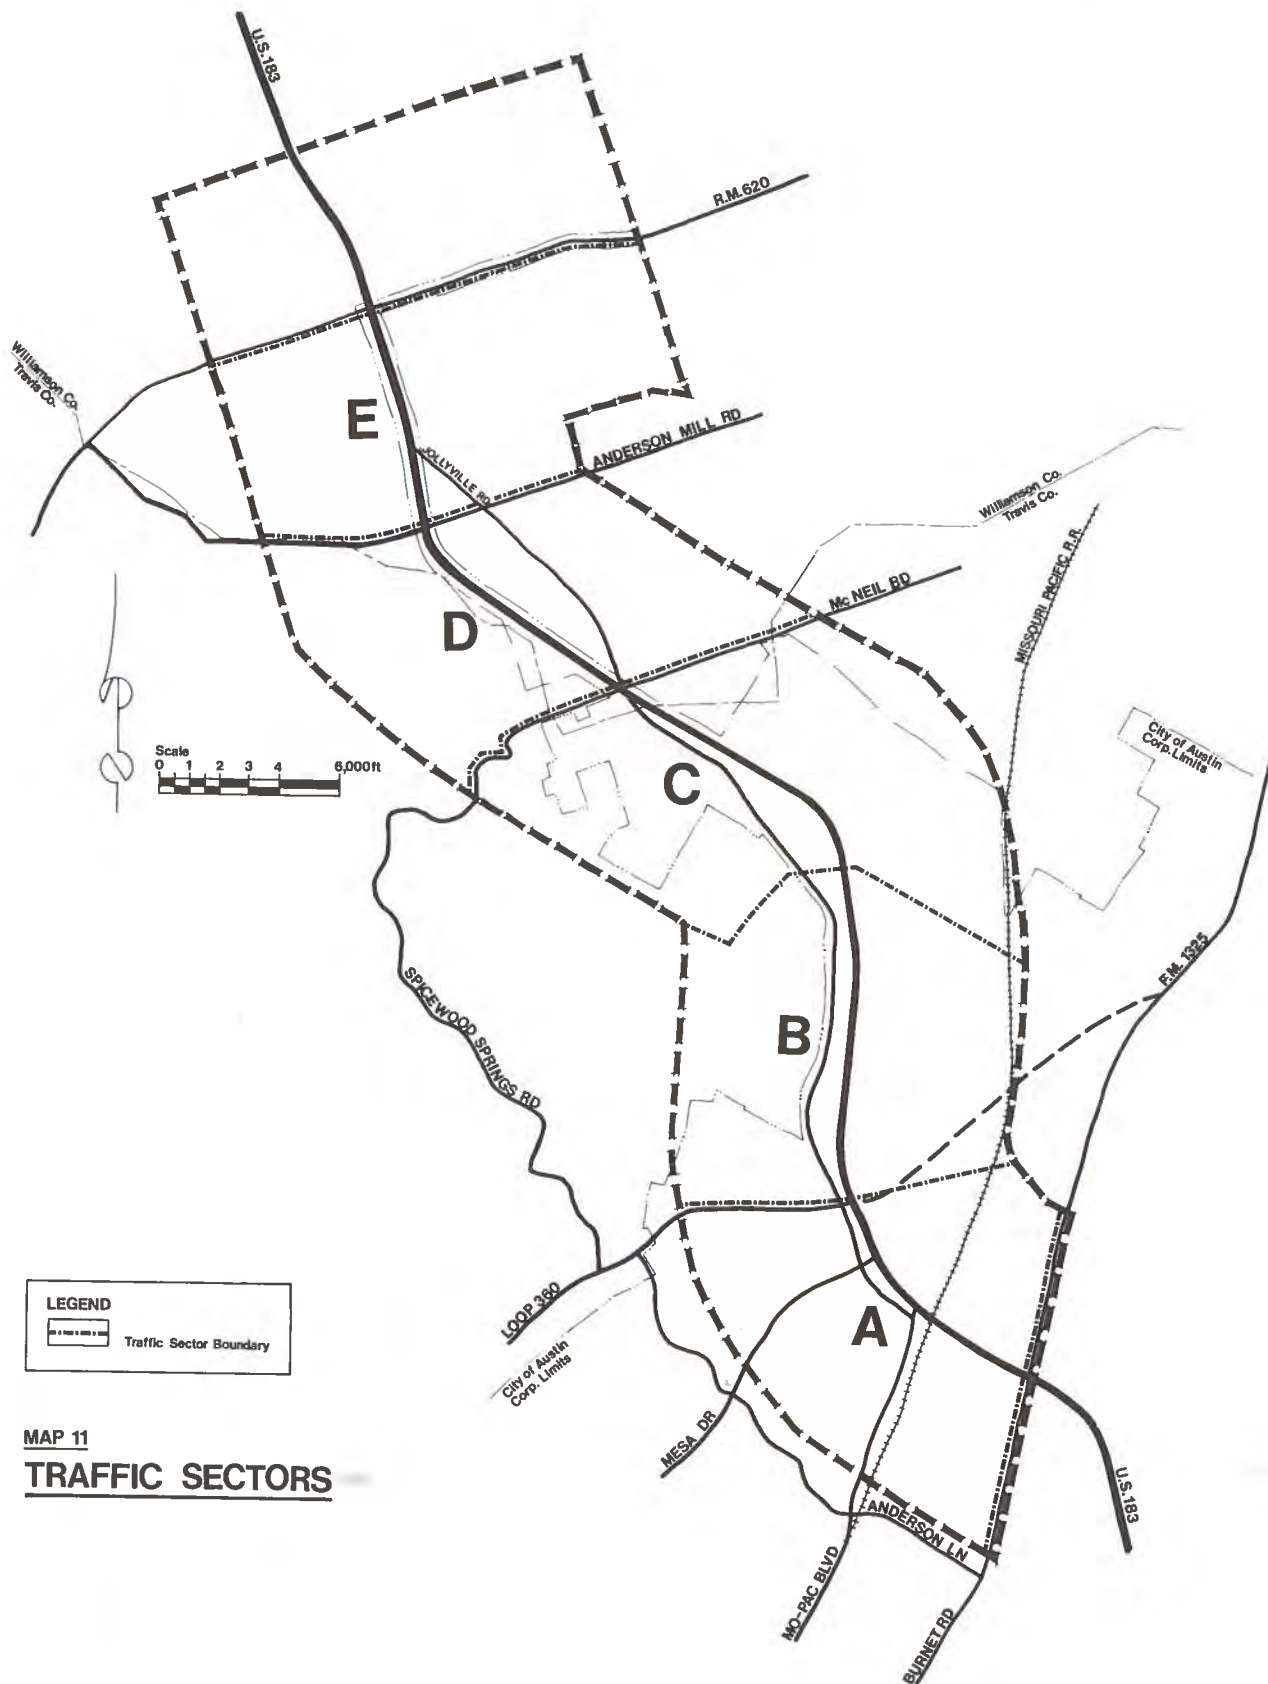 U.S.183
R.M.620
Williamson Co.
Travis Co.
E
JOLLYVILLE RD
ANDERSON MILL RD
Williamson Co.
Travis Co.
MISSOURI PACIFIC R.R.
Mc NEIL RD
D
City of Austin
Corp. Limits
Scale
0 1 2 3 4 6,000ft
C
SPICEWOOD SPRINGS RD
F.M. 1325
B
LEGEND
Traffic Sector Boundary
LOOP 360
A
City of Austin
Corp. Limits
MESA DR
MAP 11
TRAFFIC SECTORS
U.S.183
ANDERSON LN
MO-PAC BLVD
BURNET RD